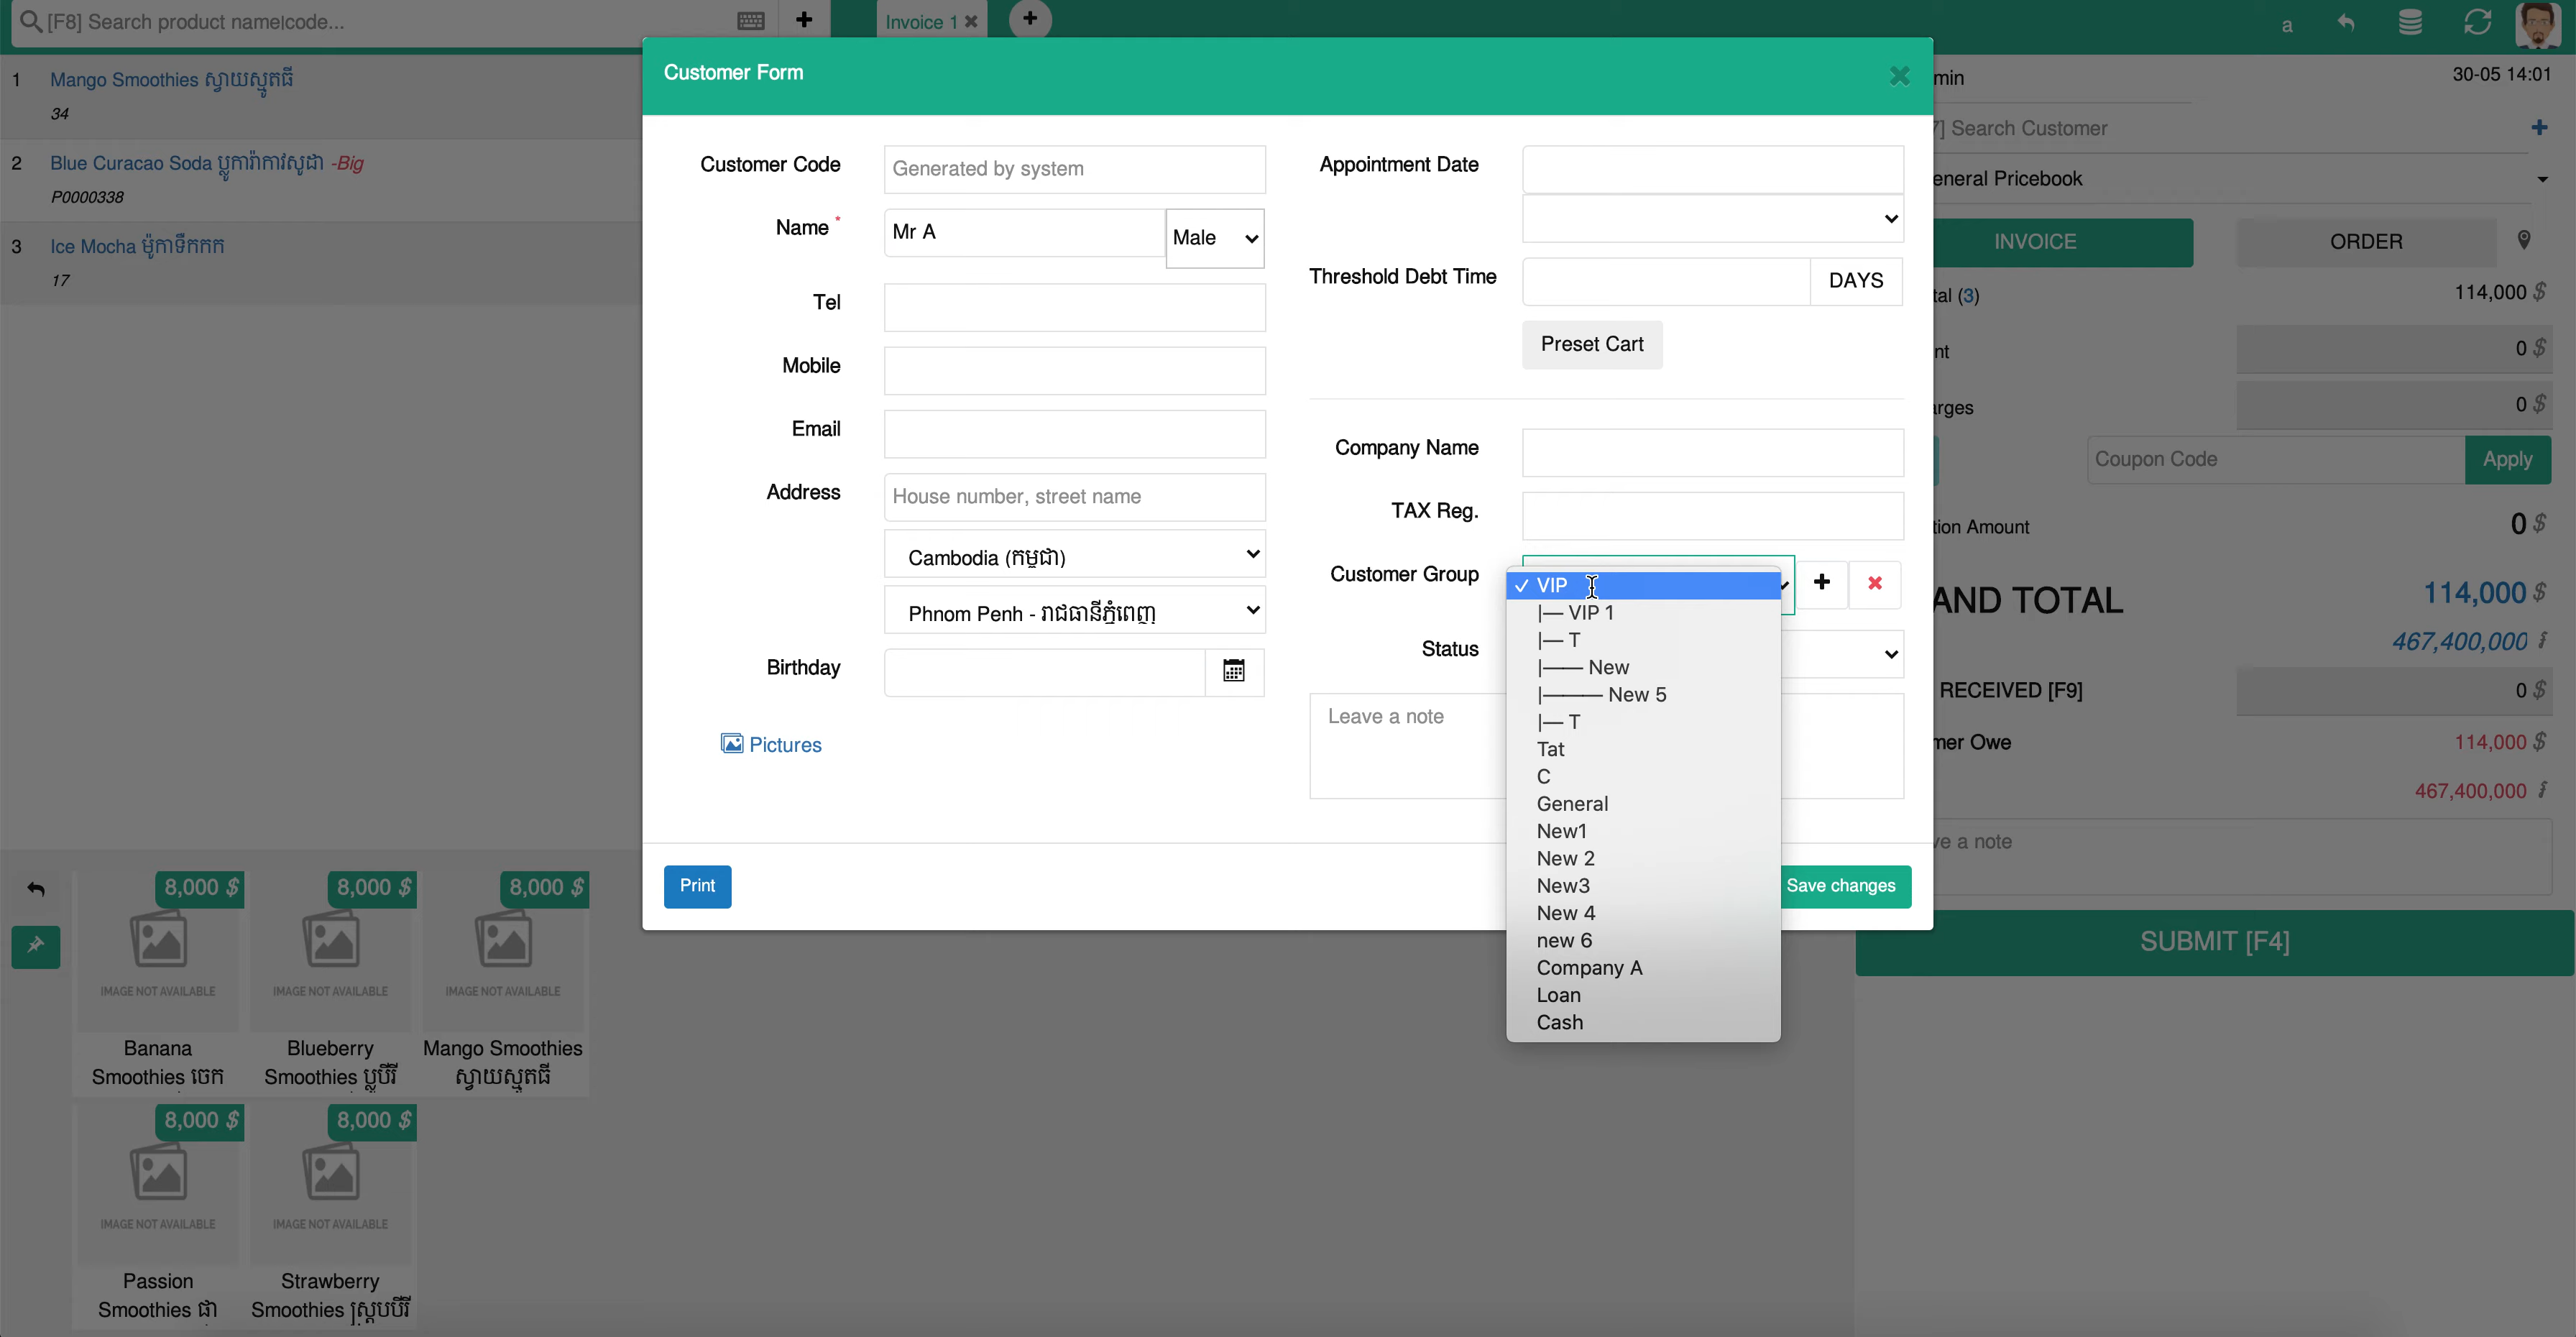 [F8] Search product name|code...
Invoice 1
a
1 Mango Smoothies ស្វាយស្មូតធី
34
2 Blue Curacao Soda ប្លូការ៉ាកាវសូដា -Big
P0000338
3 Ice Mocha ម៉ូកាទឹកកក
17
Customer Form
Customer Code
Generated by system
Name *
Mr A
Male
Tel
Mobile
Email
Address
House number, street name
Cambodia (កម្ពុជា)
Phnom Penh - រាជធានីភ្នំពេញ
Birthday
Pictures
Appointment Date
Threshold Debt Time
DAYS
Preset Cart
Company Name
TAX Reg.
Customer Group
✓ VIP
|— VIP 1
|— T
|—— New
|——— New 5
|— T
Tat
C
General
New1
New 2
New3
New 4
new 6
Company A
Loan
Cash
Status
Leave a note
Print
Save changes
min
30-05 14:01
7] Search Customer
eneral Pricebook
INVOICE
ORDER
tal (3)
114,000 $
nt
0 $
arges
0 $
Coupon Code
Apply
tion Amount
0 $
AND TOTAL
114,000 $
467,400,000 ៛
RECEIVED [F9]
0 $
mer Owe
114,000 $
467,400,000 ៛
ve a note
SUBMIT [F4]
8,000 $
8,000 $
8,000 $
IMAGE NOT AVAILABLE
IMAGE NOT AVAILABLE
IMAGE NOT AVAILABLE
Banana
Smoothies ចេក
Blueberry
Smoothies ប្លូបឺរី
Mango Smoothies
ស្វាយស្មូតធី
8,000 $
8,000 $
IMAGE NOT AVAILABLE
IMAGE NOT AVAILABLE
Passion
Smoothies ផា
Strawberry
Smoothies ស្ត្របឺរី